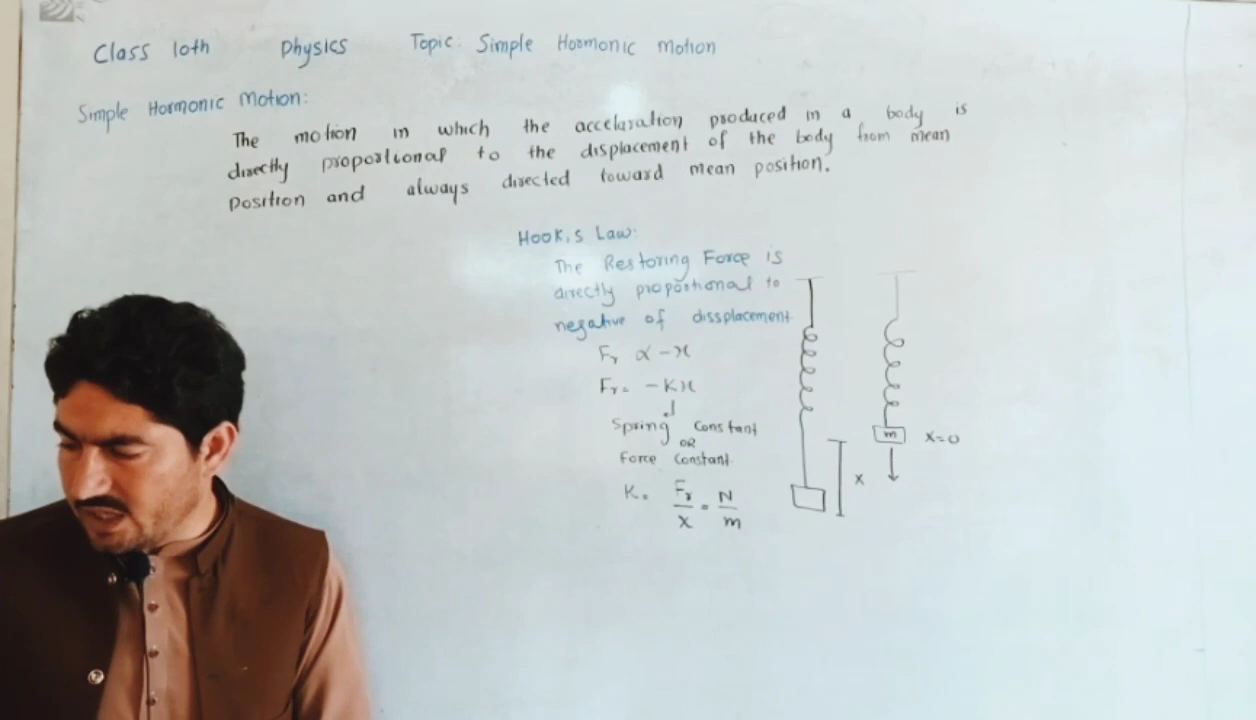 Class 10th Physics Topic: Simple Hormonic motion
Simple Hormonic Motion:
The motion in which the accelaration produced in a body is
directly proportional to the displacement of the body from mean
position and always directed toward mean position.
Hook,s Law:
The Restoring Force is
directly proportional to
negative of dissplacement.
Fr ∝ -x
Fr = -Kx
Spring Constant
OR
Force Constant.
K = Fr/x = N/m
m x=0
x